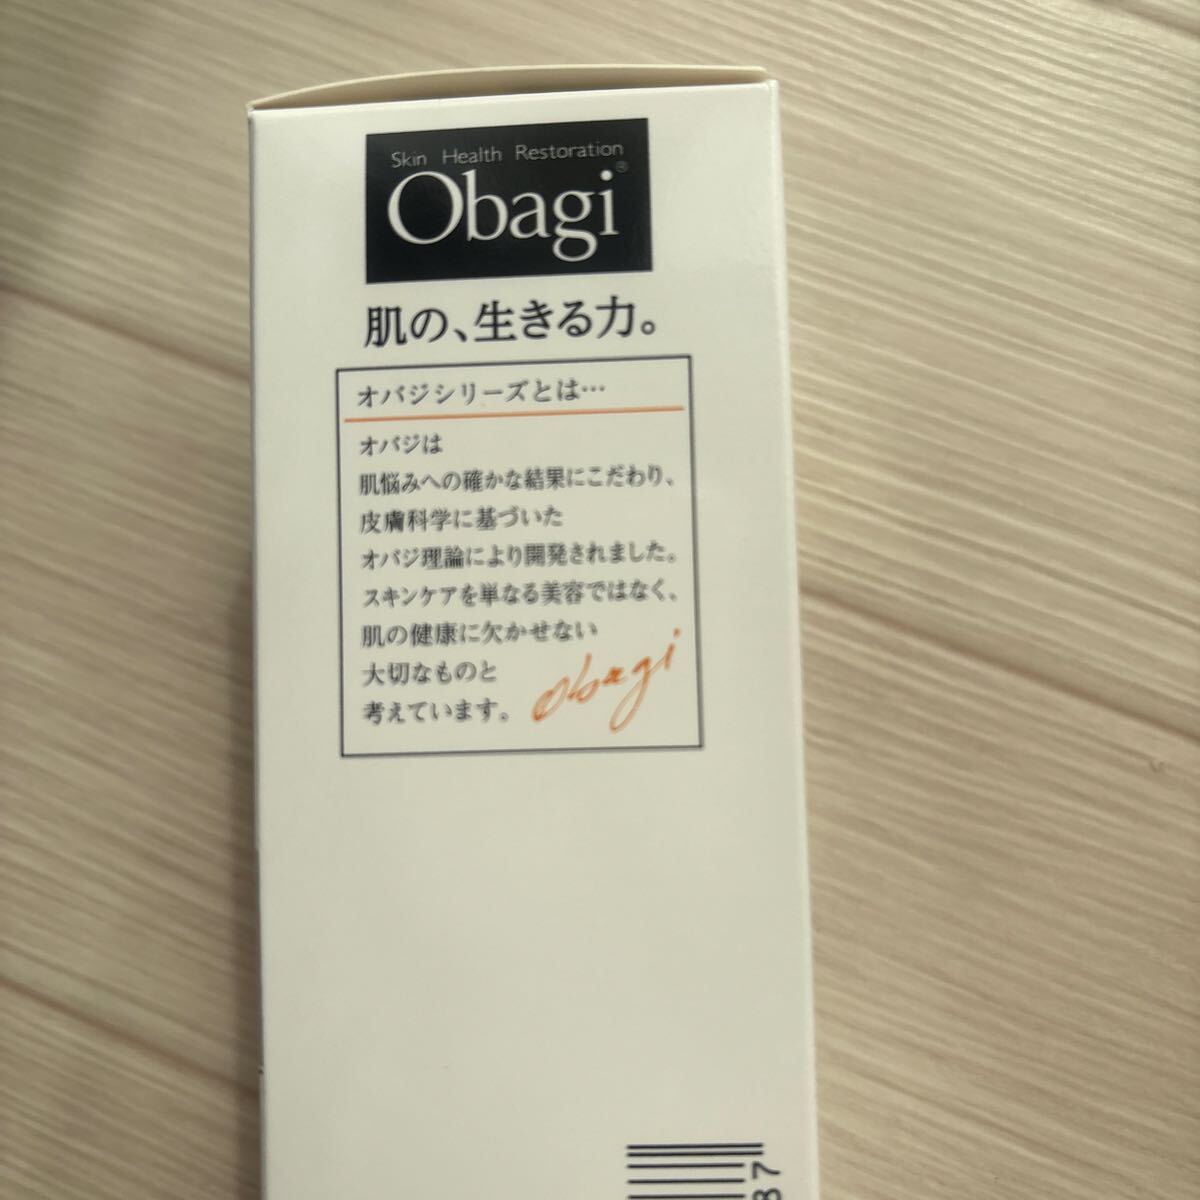 Skin Health Restoration
Obagi®
肌の、生きる力。
オバジシリーズとは…
オバジは
肌悩みへの確かな結果にこだわり、
皮膚科学に基づいた
オバジ理論により開発されました。
スキンケアを単なる美容ではなく、
肌の健康に欠かせない
大切なものと
考えています。
Obagi
87